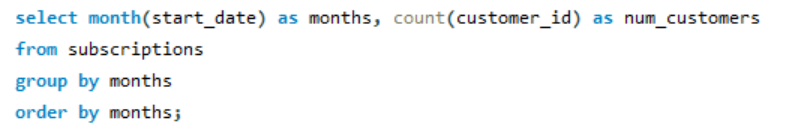 select month(start_date) as months, count(customer_id) as num_customers
from subscriptions
group by months
order by months;